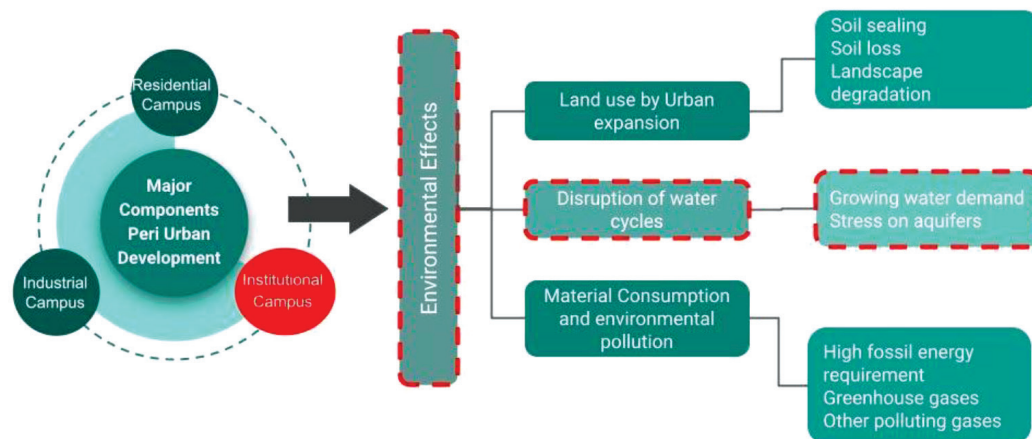 Residential
Campus
Major
Components
Peri Urban
Development
Industrial
Campus
Institutional
Campus
Environmental Effects
Land use by Urban
expansion
Disruption of water
cycles
Material Consumption
and environmental
pollution
Soil sealing
Soil loss
Landscape
degradation
Growing water demand
Stress on aquifers
High fossil energy
requirement
Greenhouse gases
Other polluting gases